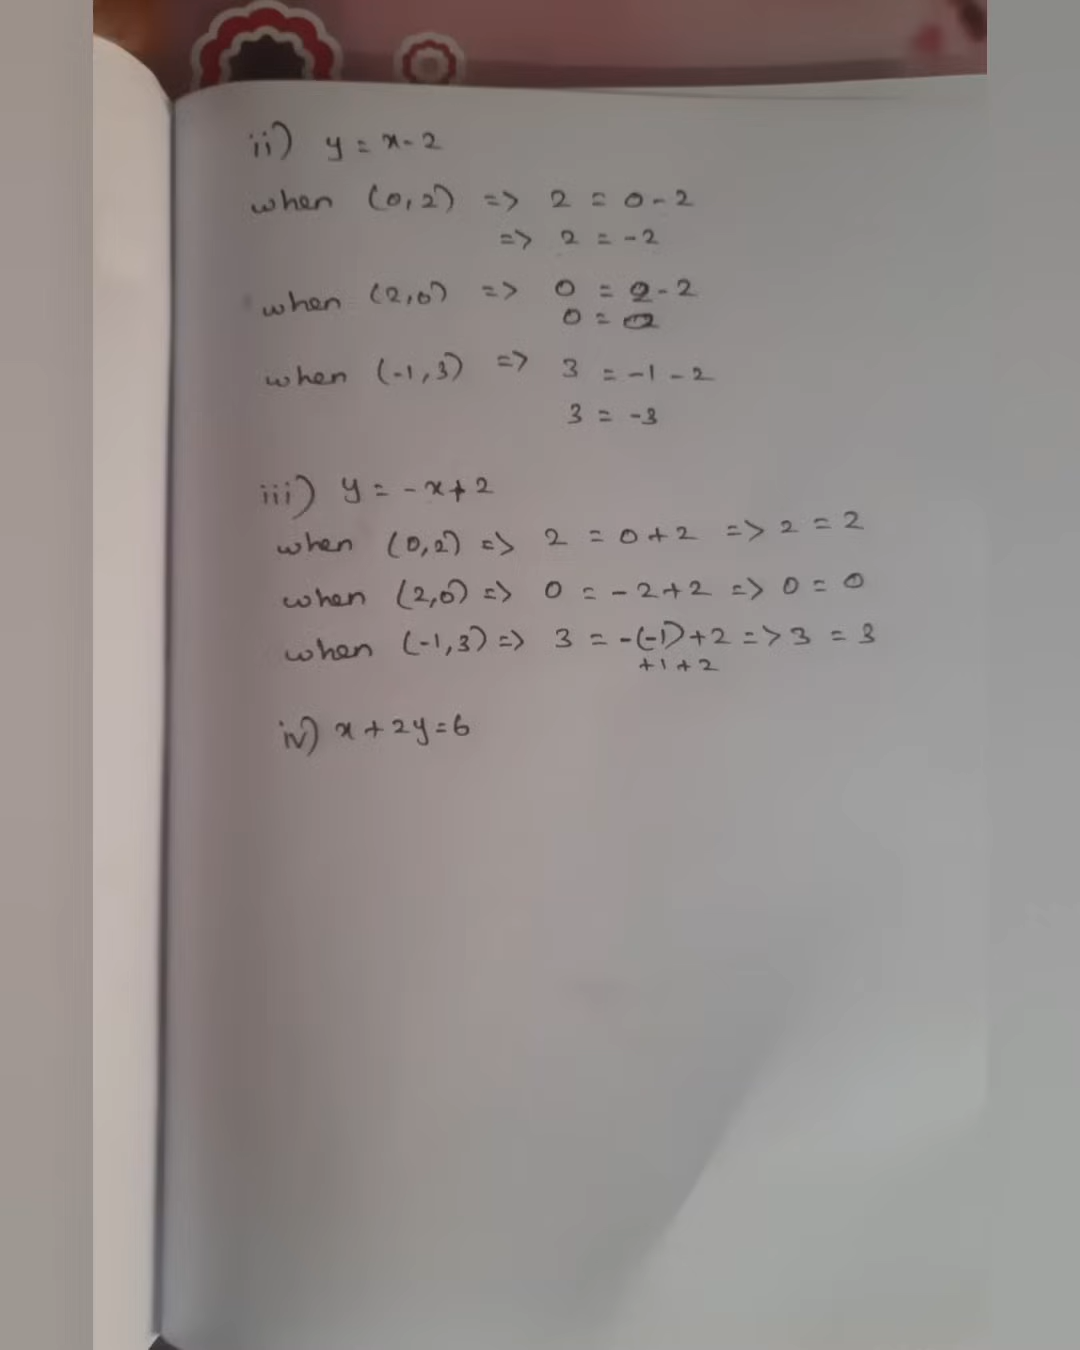 ii) y = x - 2
when (0,2) => 2 = 0 - 2
=> 2 = -2
when (2,0) => 0 = 2 - 2
0 = 0
when (-1,3) => 3 = -1 - 2
3 = -3
iii) y = -x + 2
when (0,2) => 2 = 0 + 2 => 2 = 2
when (2,0) => 0 = -2 + 2 => 0 = 0
when (-1,3) => 3 = -(-1) + 2 => 3 = 3
+1 + 2
iv) x + 2y = 6